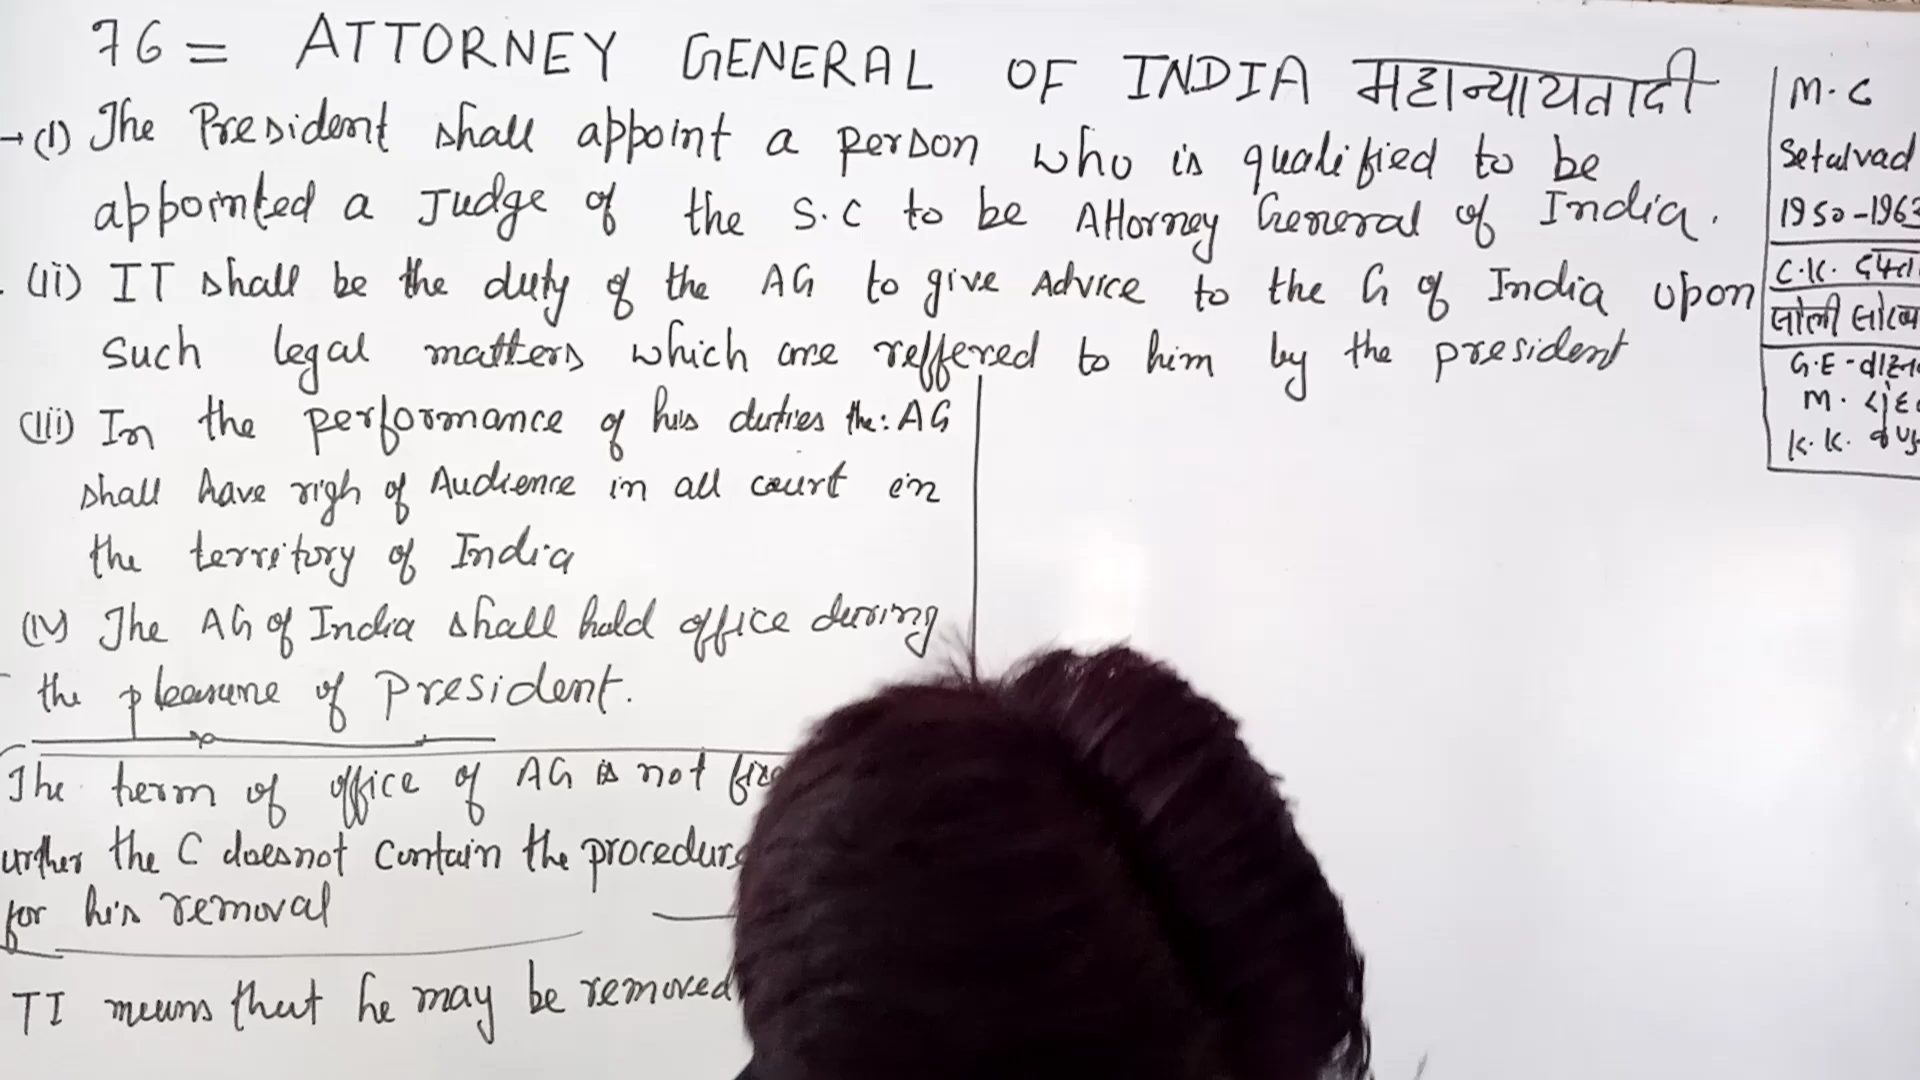 76 = ATTORNEY GENERAL OF INDIA महान्यायवादी
→ (I) The President shall appoint a person who is qualified to be
appointed a Judge of the S.C to be Attorney General of India.
(ii) IT shall be the duty of the AG to give Advice to the G of India upon
such legal matters which are reffered to him by the president
(iii) In the performance of his duties the: AG
shall have righ of Audience in all court in
the territory of India
(IV) The AG of India shall hold office during
the pleasure of President.
The term of office of AG is not
the C does not contain the procedure
for his removal
TI means that he may be removed
M.C
Setalvad
1950-1963
C.K.
सोली
G.E-
M.
K.K.